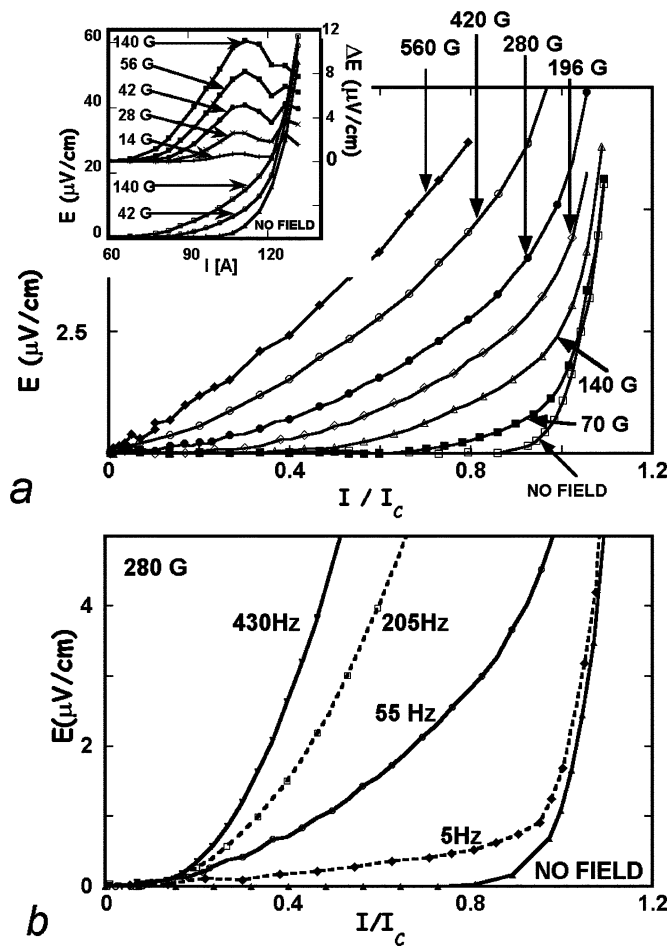 420 G
560 G
280 G
196 G
60
40
20
0
E (μV/cm)
12
8
4
0
ΔE (μV/cm)
140 G
56 G
42 G
28 G
14 G
140 G
42 G
NO FIELD
60
90
120
I [A]
E (μV/cm)
2.5
140 G
70 G
NO FIELD
0
0.4
0.8
1.2
I / Ic
a
280 G
430Hz
205Hz
55 Hz
5Hz
NO FIELD
E(μV/cm)
4
2
0
0
0.4
0.8
1.2
I/Ic
b